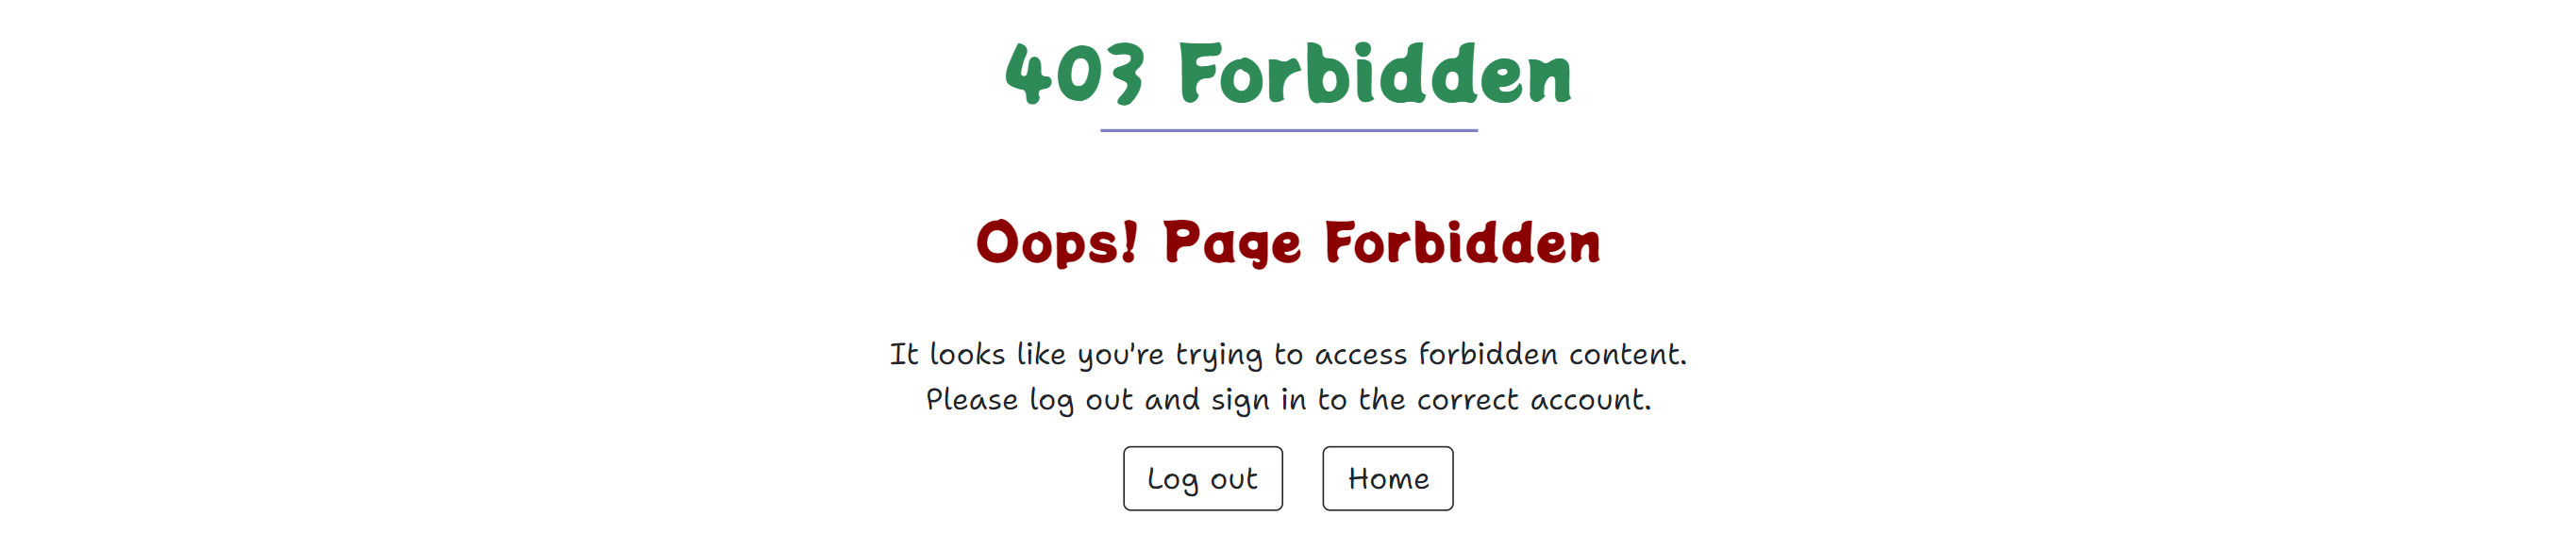 403 Forbidden
Oops! Page Forbidden
It looks like you're trying to access forbidden content.
Please log out and sign in to the correct account.
Log out
Home